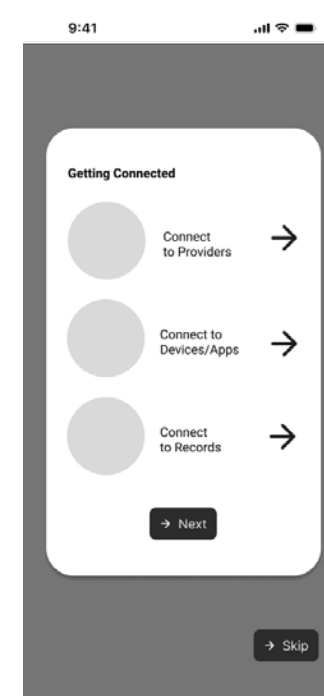 9:41
Getting Connected
Connect
to Providers
Connect to
Devices/Apps
Connect
to Records
Next
Skip